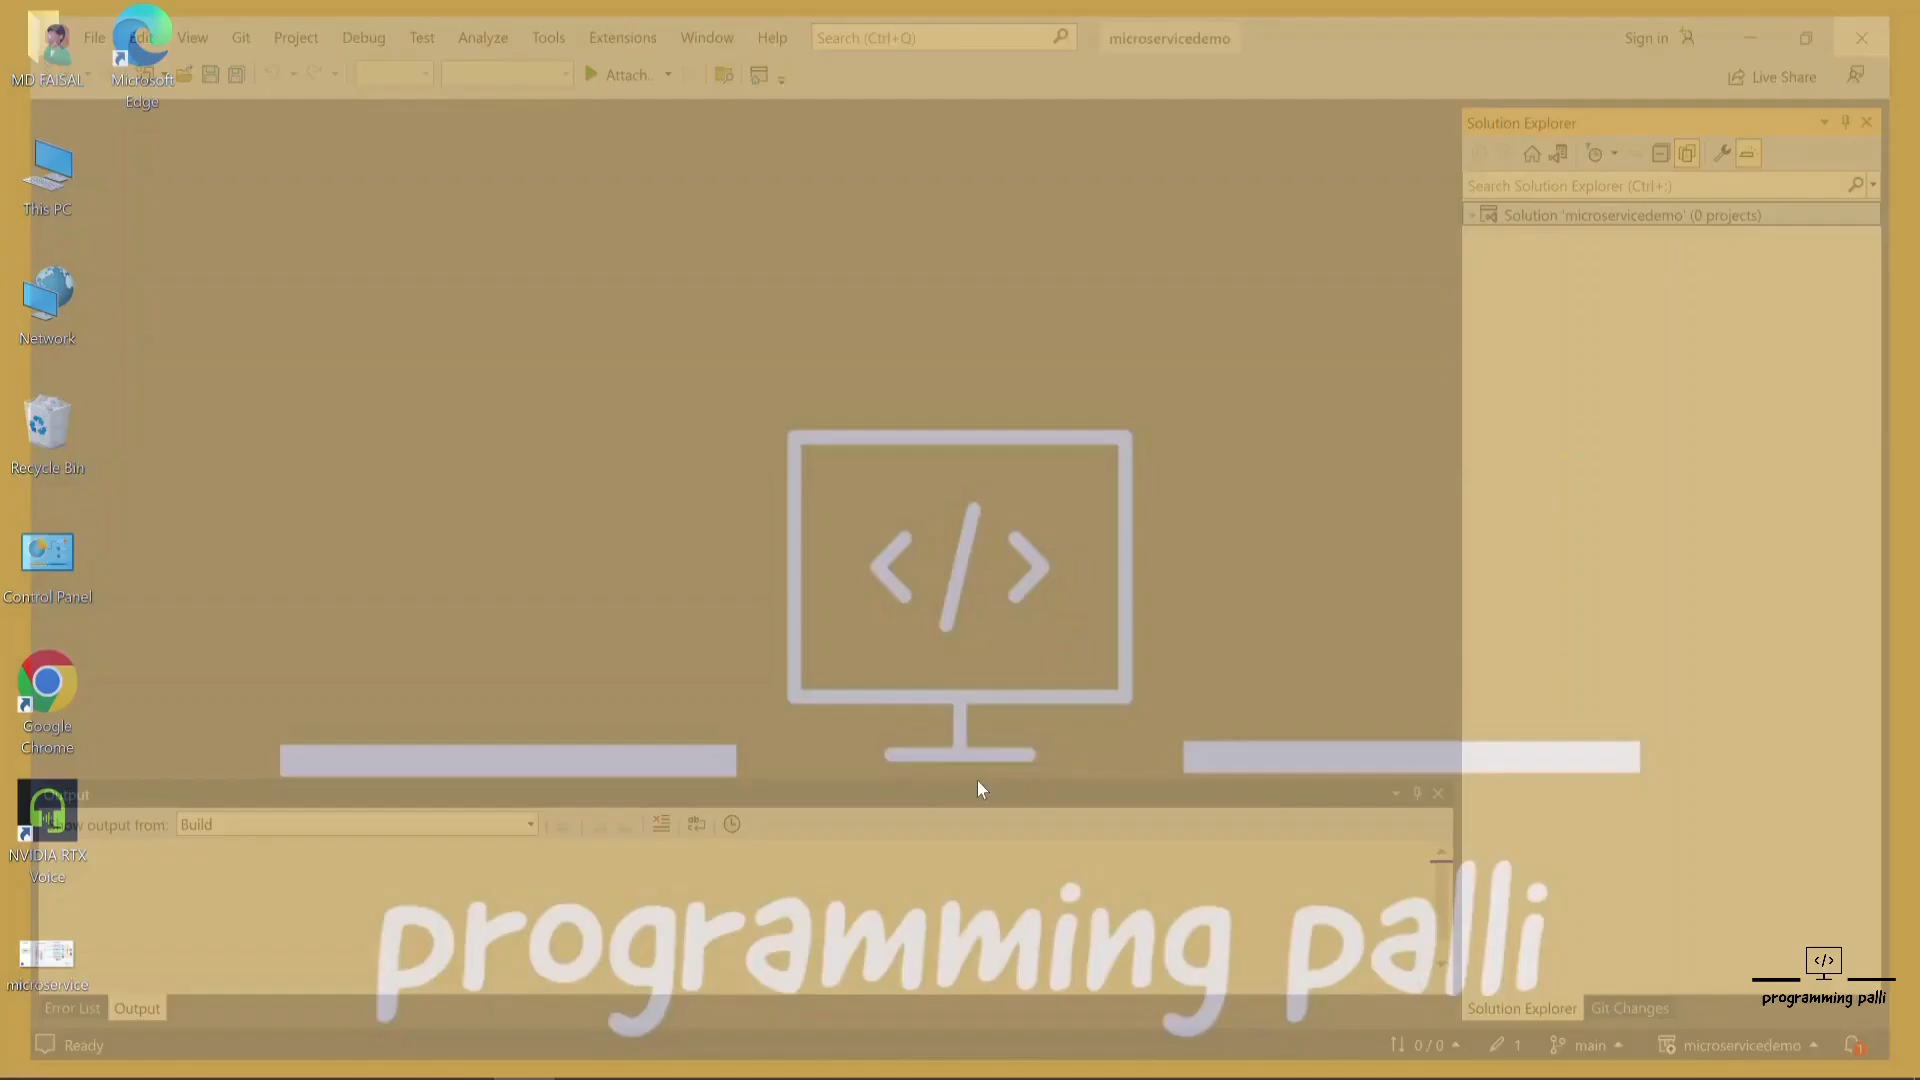 MD FAISAL
Microsoft
Edge
This PC
Network
Recycle Bin
Control Panel
Google
Chrome
NVIDIA RTX
Voice
microservice
File Edit View Git Project Debug Test Analyze Tools Extensions Window Help Search (Ctrl+Q) microservicedemo Sign in
Attach... Live Share
Solution Explorer
Search Solution Explorer (Ctrl+;)
Solution 'microservicedemo' (0 projects)
</>
Output
Show output from: Build
programming palli
</>
programming palli
Error List Output Solution Explorer Git Changes
Ready 0 / 0 1 main microservicedemo 1